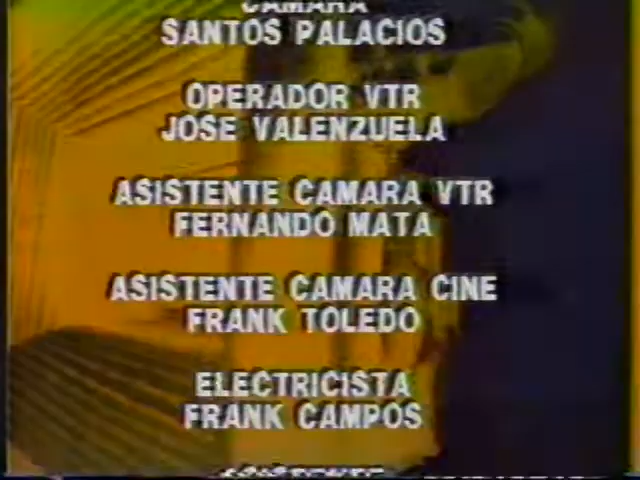 CAMARA
SANTOS PALACIOS
OPERADOR VTR
JOSE VALENZUELA
ASISTENTE CAMARA VTR
FERNANDO MATA
ASISTENTE CAMARA CINE
FRANK TOLEDO
ELECTRICISTA
FRANK CAMPOS